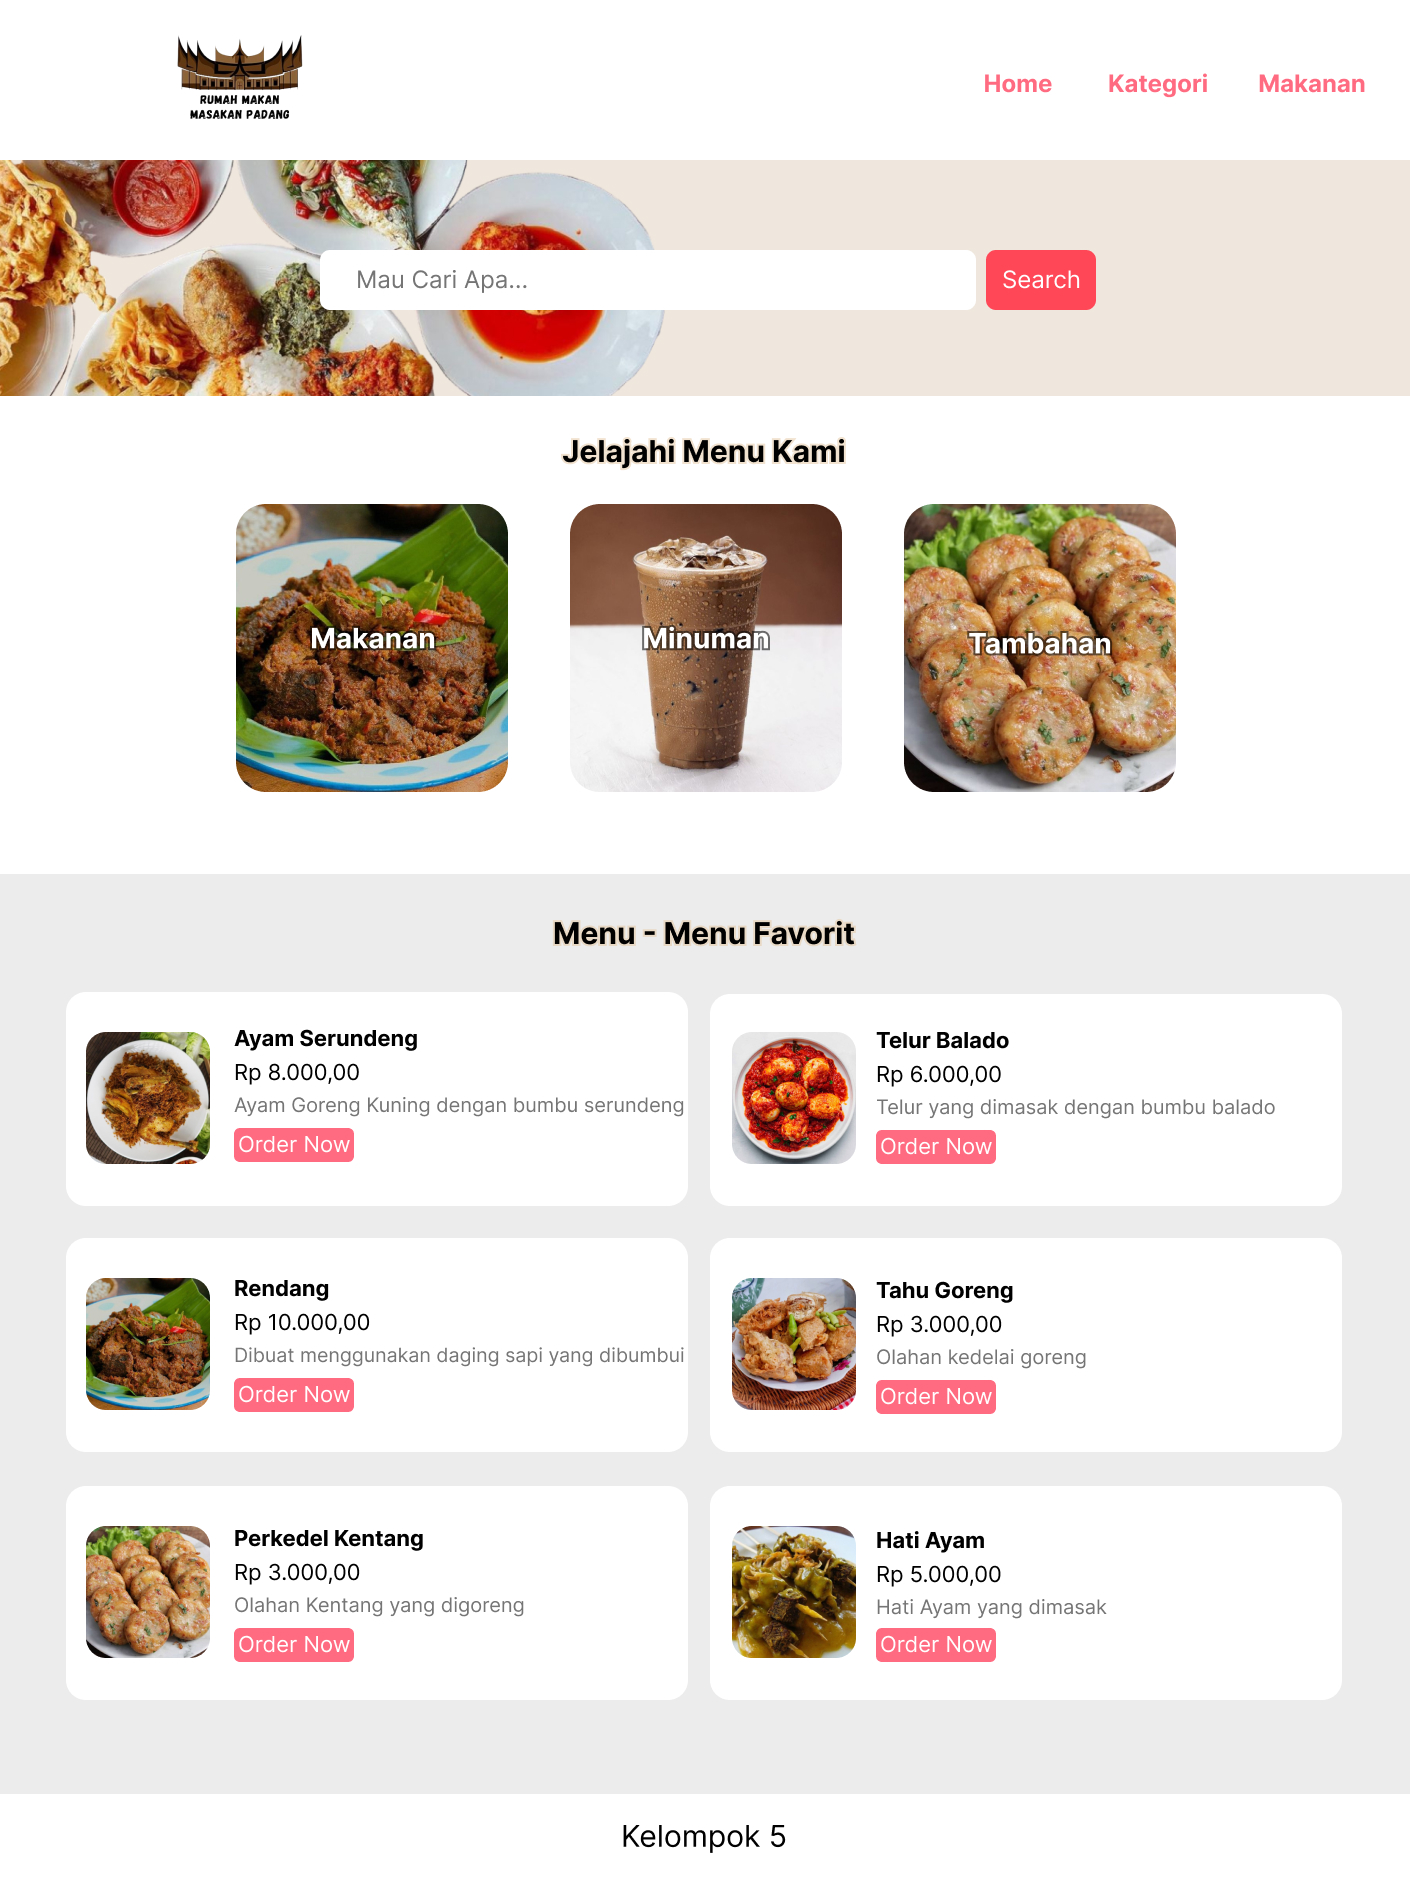 RUMAH MAKAN
MASAKAN PADANG
Home
Kategori
Makanan
Mau Cari Apa...
Search
Jelajahi Menu Kami
Makanan
Minuman
Tambahan
Menu - Menu Favorit
Ayam Serundeng
Rp 8.000,00
Ayam Goreng Kuning dengan bumbu serundeng
Order Now
Telur Balado
Rp 6.000,00
Telur yang dimasak dengan bumbu balado
Order Now
Rendang
Rp 10.000,00
Dibuat menggunakan daging sapi yang dibumbui
Order Now
Tahu Goreng
Rp 3.000,00
Olahan kedelai goreng
Order Now
Perkedel Kentang
Rp 3.000,00
Olahan Kentang yang digoreng
Order Now
Hati Ayam
Rp 5.000,00
Hati Ayam yang dimasak
Order Now
Kelompok 5